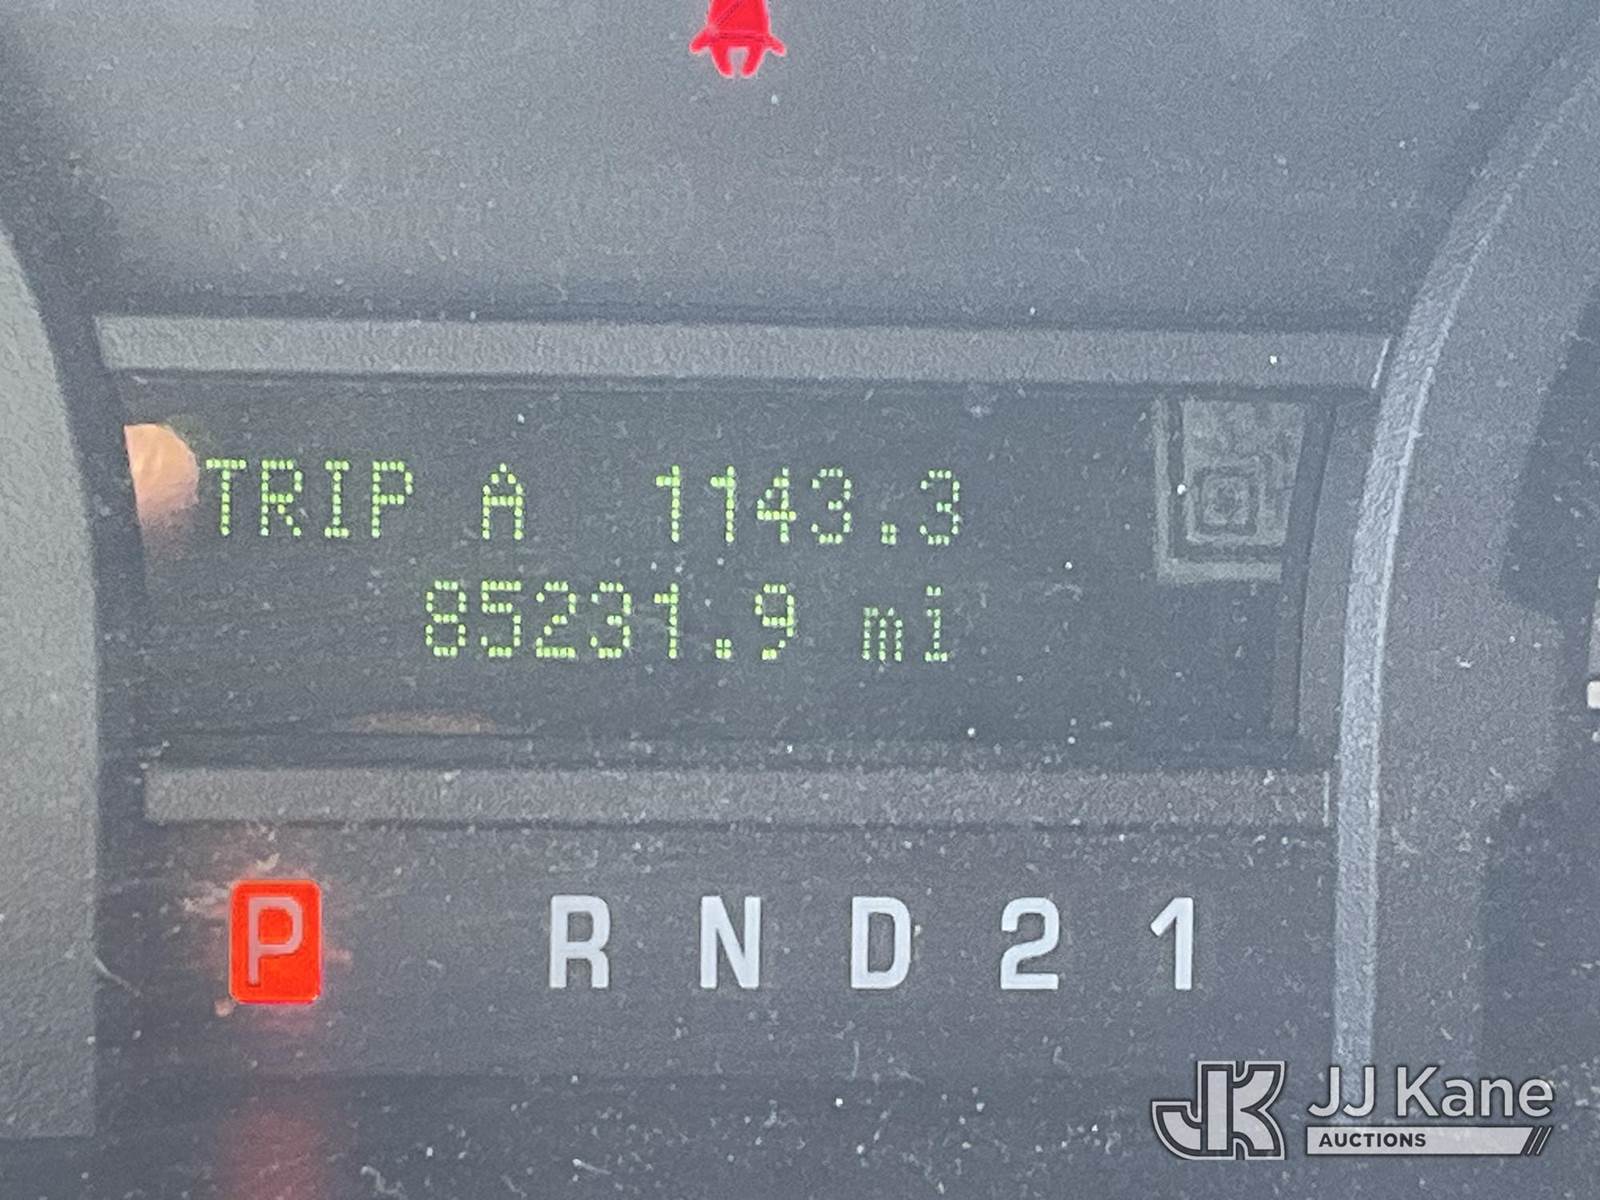 TRIP A 1143.3
85231.9 mi
P R N D 2 1
JK JJ Kane
AUCTIONS